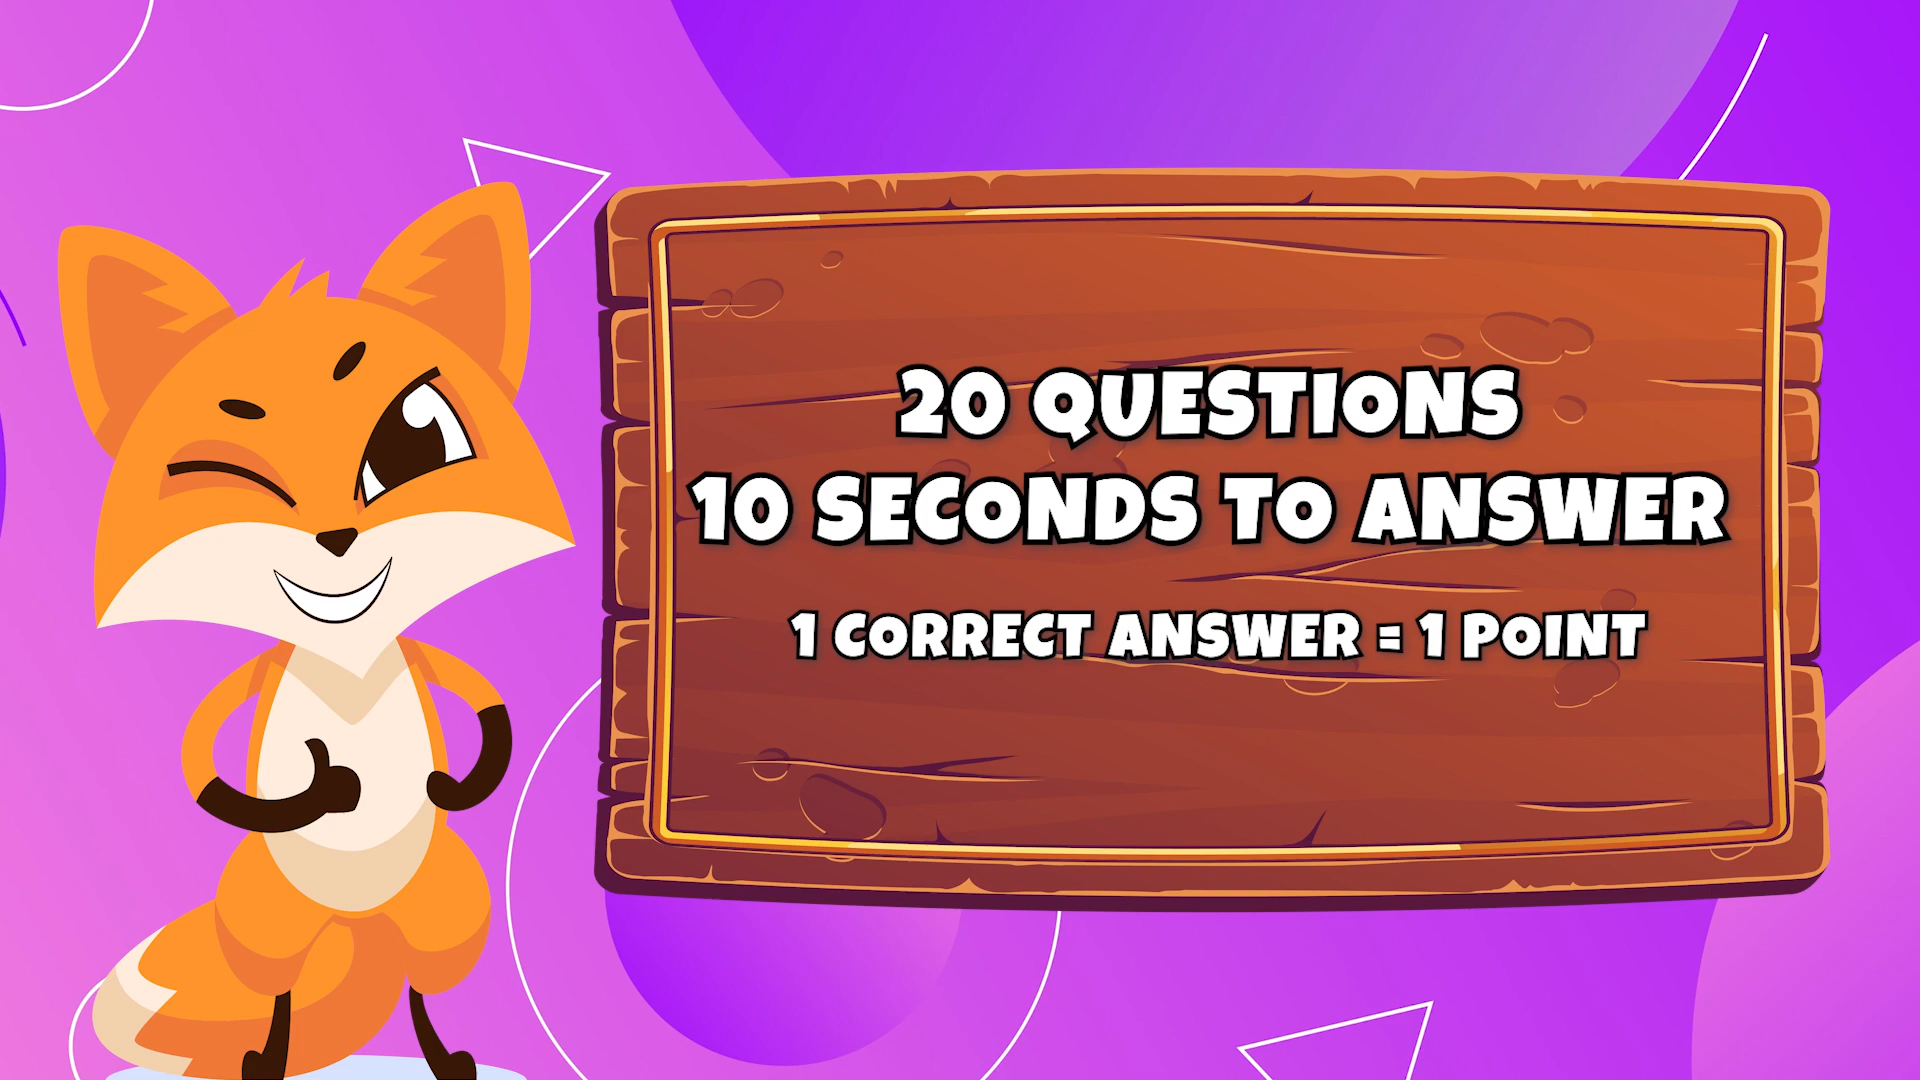 20 QUESTIONS
10 SECONDS TO ANSWER
1 CORRECT ANSWER = 1 POINT